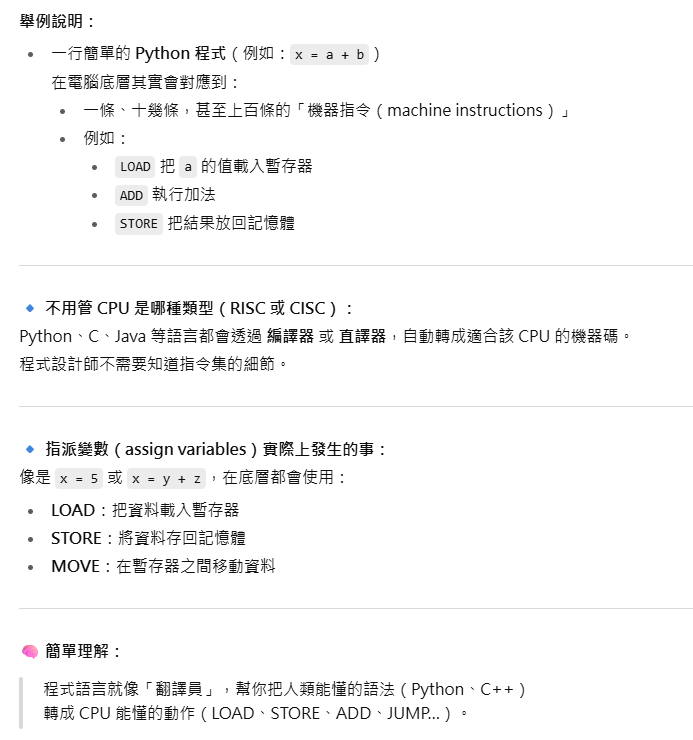 舉例說明：
一行簡單的 Python 程式（例如：x = a + b）
在電腦底層其實會對應到：
一條、十幾條，甚至上百條的「機器指令（machine instructions）」
例如：
LOAD 把 a 的值載入暫存器
ADD 執行加法
STORE 把結果放回記憶體
不用管 CPU 是哪種類型（RISC 或 CISC）：
Python、C、Java 等語言都會透過 編譯器 或 直譯器，自動轉成適合該 CPU 的機器碼。
程式設計師不需要知道指令集的細節。
指派變數（assign variables）實際上發生的事：
像是 x = 5 或 x = y + z，在底層都會使用：
LOAD：把資料載入暫存器
STORE：將資料存回記憶體
MOVE：在暫存器之間移動資料
🧠 簡單理解：
程式語言就像「翻譯員」，幫你把人類能懂的語法（Python、C++）
轉成 CPU 能懂的動作（LOAD、STORE、ADD、JUMP...）。